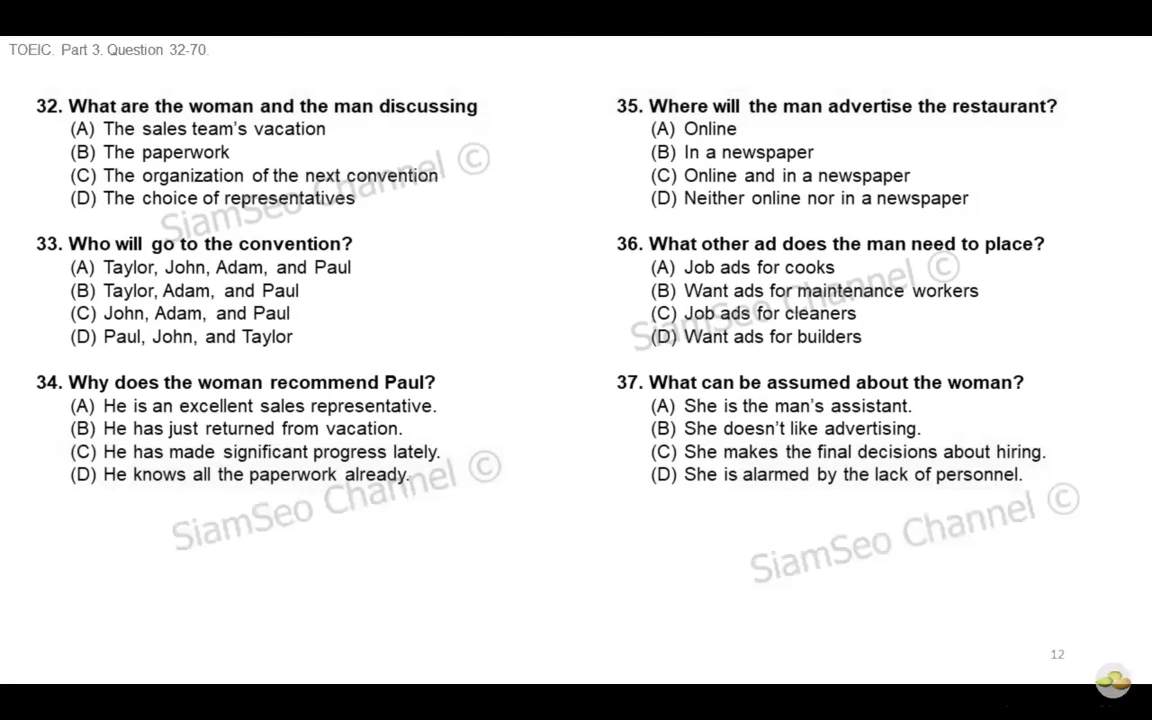 TOEIC. Part 3. Question 32-70.
32. What are the woman and the man discussing
(A) The sales team's vacation
(B) The paperwork
(C) The organization of the next convention
(D) The choice of representatives
33. Who will go to the convention?
(A) Taylor, John, Adam, and Paul
(B) Taylor, Adam, and Paul
(C) John, Adam, and Paul
(D) Paul, John, and Taylor
34. Why does the woman recommend Paul?
(A) He is an excellent sales representative.
(B) He has just returned from vacation.
(C) He has made significant progress lately.
(D) He knows all the paperwork already.
SiamSeo Channel ©
SiamSeo Channel ©
35. Where will the man advertise the restaurant?
(A) Online
(B) In a newspaper
(C) Online and in a newspaper
(D) Neither online nor in a newspaper
36. What other ad does the man need to place?
(A) Job ads for cooks
(B) Want ads for maintenance workers
(C) Job ads for cleaners
(D) Want ads for builders
37. What can be assumed about the woman?
(A) She is the man's assistant.
(B) She doesn't like advertising.
(C) She makes the final decisions about hiring.
(D) She is alarmed by the lack of personnel.
SiamSeo Channel ©
SiamSeo Channel ©
12